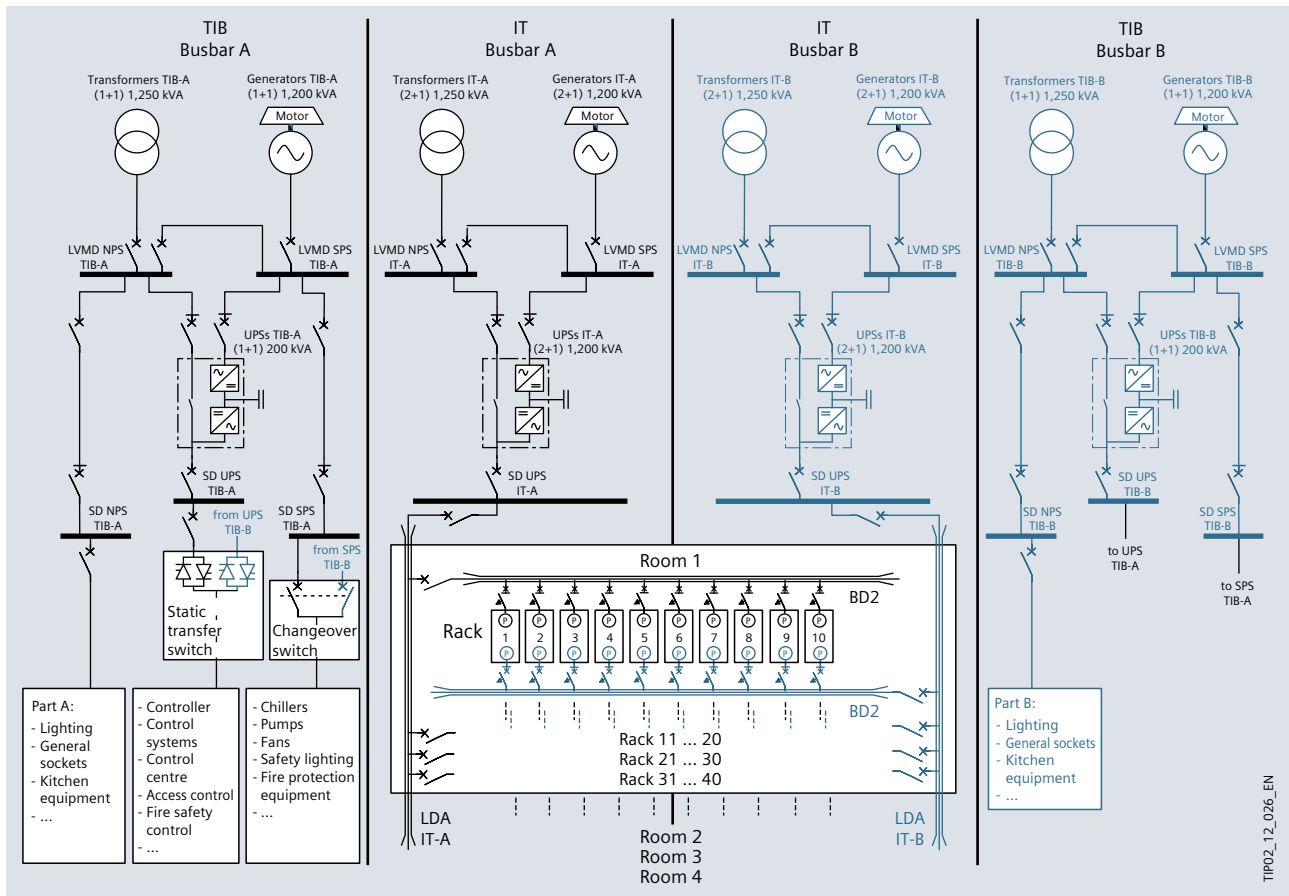 TIB
Busbar A
IT
Busbar A
IT
Busbar B
TIB
Busbar B
Transformers TIB-A
(1+1) 1,250 kVA
Generators TIB-A
(1+1) 1,200 kVA
Motor
Transformers IT-A
(2+1) 1,250 kVA
Generators IT-A
(2+1) 1,200 kVA
Motor
Transformers IT-B
(2+1) 1,250 kVA
Generators IT-B
(2+1) 1,200 kVA
Motor
Transformers TIB-B
(1+1) 1,250 kVA
Generators TIB-B
(1+1) 1,200 kVA
Motor
LVMD NPS
TIB-A
LVMD SPS
TIB-A
LVMD NPS
IT-A
LVMD SPS
IT-A
LVMD NPS
IT-B
LVMD SPS
IT-B
LVMD NPS
TIB-B
LVMD SPS
TIB-B
UPSs TIB-A
(1+1) 200 kVA
UPSs IT-A
(2+1) 1,200 kVA
UPSs IT-B
(2+1) 1,200 kVA
UPSs TIB-B
(1+1) 200 kVA
SD UPS
TIB-A
SD UPS
IT-A
SD UPS
IT-B
SD UPS
TIB-B
SD NPS
TIB-A
from UPS
TIB-B
SD SPS
TIB-A
from SPS
TIB-B
SD NPS
TIB-B
to UPS
TIB-A
SD SPS
TIB-B
to SPS
TIB-A
Static
transfer
switch
Changeover
switch
Room 1
BD2
Rack
P P P P P P P P P P
1 2 3 4 5 6 7 8 9 10
P P P P P P P P P P
BD2
Rack 11 ... 20
Rack 21 ... 30
Rack 31 ... 40
LDA
IT-A
LDA
IT-B
Room 2
Room 3
Room 4
Part A:
- Lighting
- General
sockets
- Kitchen
equipment
- ...
- Controller
- Control
systems
- Control
centre
- Access control
- Fire safety
control
- ...
- Chillers
- Pumps
- Fans
- Safety lighting
- Fire protection
equipment
- ...
Part B:
- Lighting
- General sockets
- Kitchen
equipment
- ...
TIP02_12_026_EN